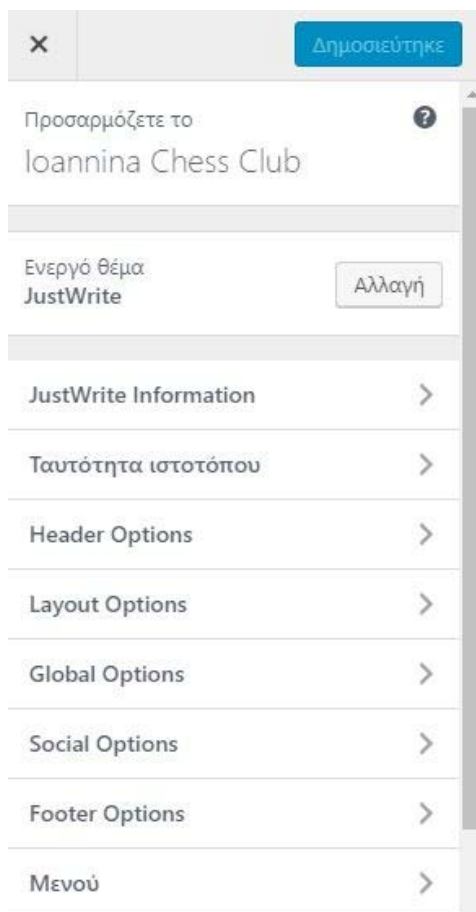 Δημοσιεύτηκε
Προσαρμόζετε το
Ioannina Chess Club
Ενεργό θέμα
JustWrite
Αλλαγή
JustWrite Information
Ταυτότητα ιστοτόπου
Header Options
Layout Options
Global Options
Social Options
Footer Options
Μενού